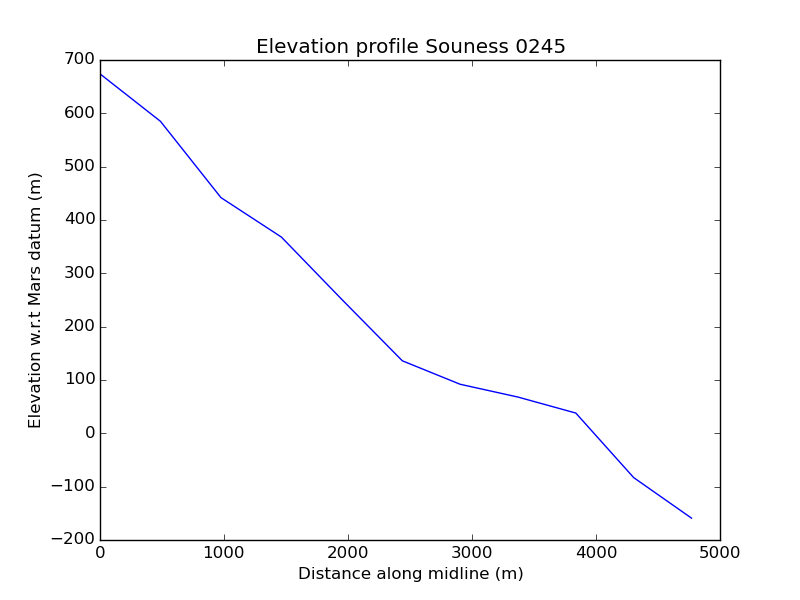 Elevation profile Souness 0245
700
600
500
400
300
200
100
0
−100
−200
0 1000 2000 3000 4000 5000
Distance along midline (m)
Elevation w.r.t Mars datum (m)